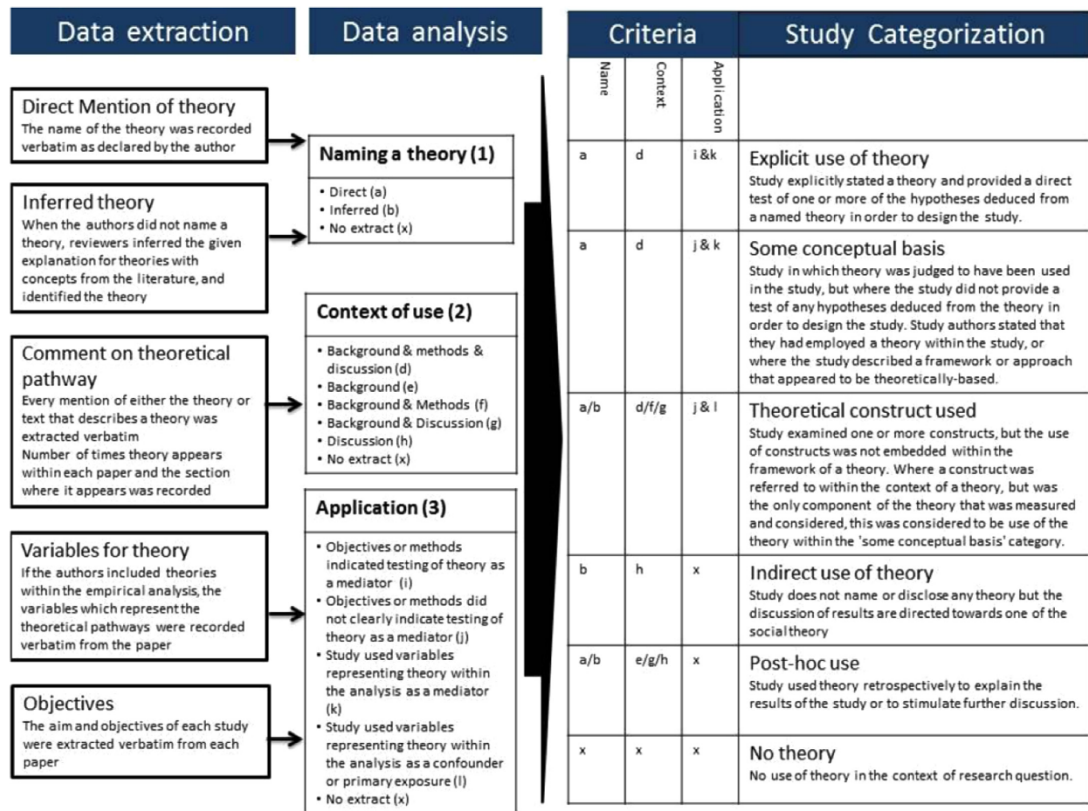 Data extraction
Direct Mention of theory
The name of the theory was recorded
verbatim as declared by the author
Inferred theory
When the authors did not name a
theory, reviewers inferred the given
explanation for theories with
concepts from the literature, and
identified the theory
Comment on theoretical
pathway
Every mention of either the theory or
text that describes a theory was
extracted verbatim
Number of times theory appears
within each paper and the section
where it appears was recorded
Variables for theory
If the authors included theories
within the empirical analysis, the
variables which represent the
theoretical pathways were recorded
verbatim from the paper
Objectives
The aim and objectives of each study
were extracted verbatim from each
paper
Data analysis
Naming a theory (1)
• Direct (a)
• Inferred (b)
• No extract (x)
Context of use (2)
• Background & methods &
discussion (d)
• Background (e)
• Background & Methods (f)
• Background & Discussion (g)
• Discussion (h)
• No extract (x)
Application (3)
• Objectives or methods
indicated testing of theory as
a mediator (i)
• Objectives or methods did
not clearly indicate testing of
theory as a mediator (j)
• Study used variables
representing theory within
the analysis as a mediator
(k)
• Study used variables
representing theory within
the analysis as a confounder
or primary exposure (l)
• No extract (x)
Criteria
Study Categorization
Name
Context
Application
a d i &k Explicit use of theory
Study explicitly stated a theory and provided a direct
test of one or more of the hypotheses deduced from
a named theory in order to design the study.
a d j & k Some conceptual basis
Study in which theory was judged to have been used
in the study, but where the study did not provide a
test of any hypotheses deduced from the theory in
order to design the study. Study authors stated that
they had employed a theory within the study, or
where the study described a framework or approach
that appeared to be theoretically-based.
a/b d/f/g j & l Theoretical construct used
Study examined one or more constructs, but the use
of constructs was not embedded within the
framework of a theory. Where a construct was
referred to within the context of a theory, but was
the only component of the theory that was measured
and considered, this was considered to be use of the
theory within the 'some conceptual basis' category.
b h x Indirect use of theory
Study does not name or disclose any theory but the
discussion of results are directed towards one of the
social theory
a/b e/g/h x Post-hoc use
Study used theory retrospectively to explain the
results of the study or to stimulate further discussion.
x x x No theory
No use of theory in the context of research question.